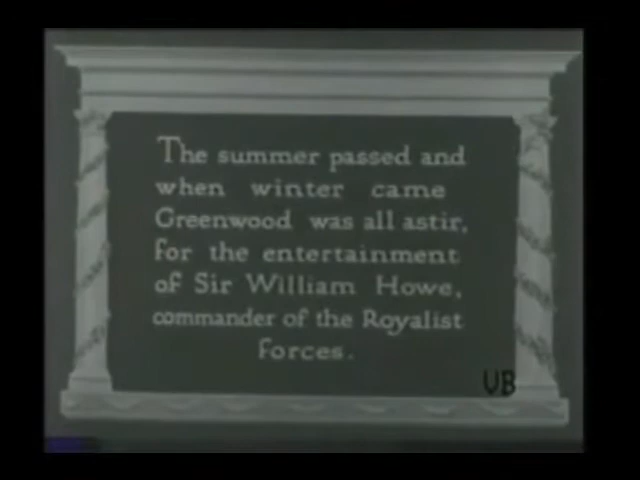 The summer passed and
when winter came
Greenwood was all astir,
for the entertainment
of Sir William Howe,
commander of the Royalist
Forces.
VB